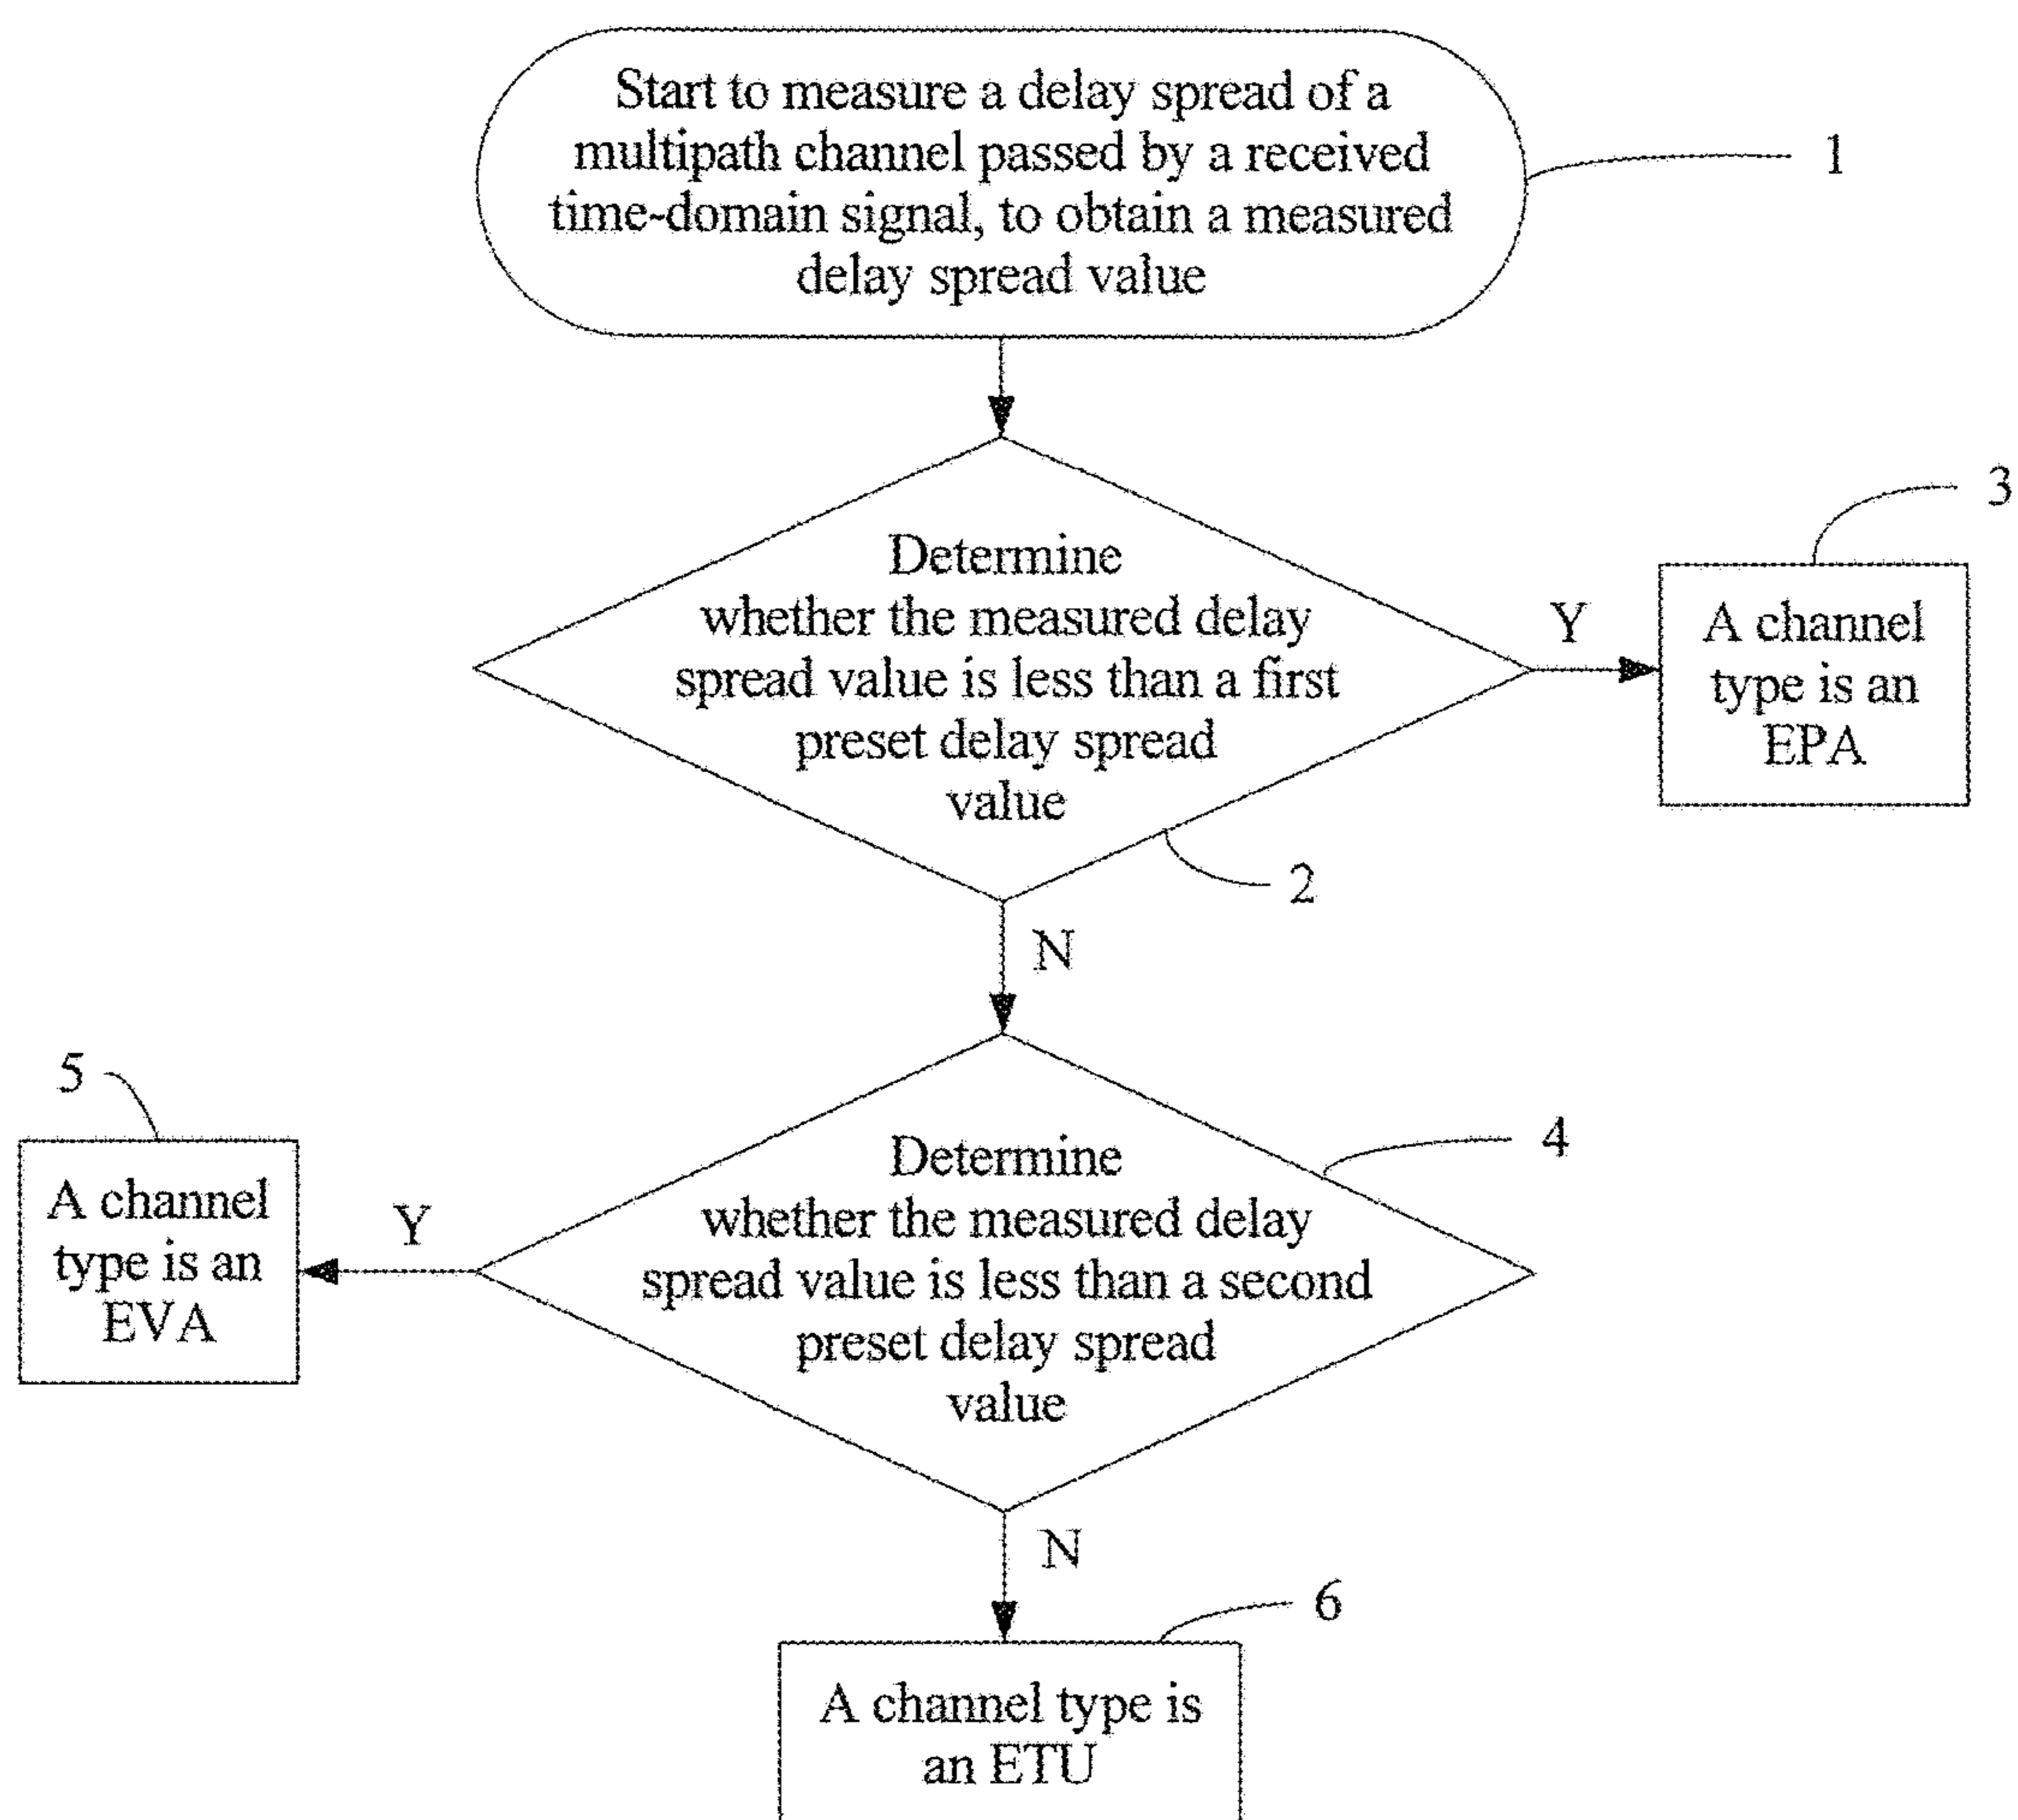 Start to measure a delay spread of a
multipath channel passed by a received
time-domain signal, to obtain a measured
delay spread value
1
Determine
whether the measured delay
spread value is less than a first
preset delay spread
value
2
Y
3
A channel
type is an
EPA
N
Determine
whether the measured delay
spread value is less than a second
preset delay spread
value
4
Y
5
A channel
type is an
EVA
N
6
A channel type is
an ETU